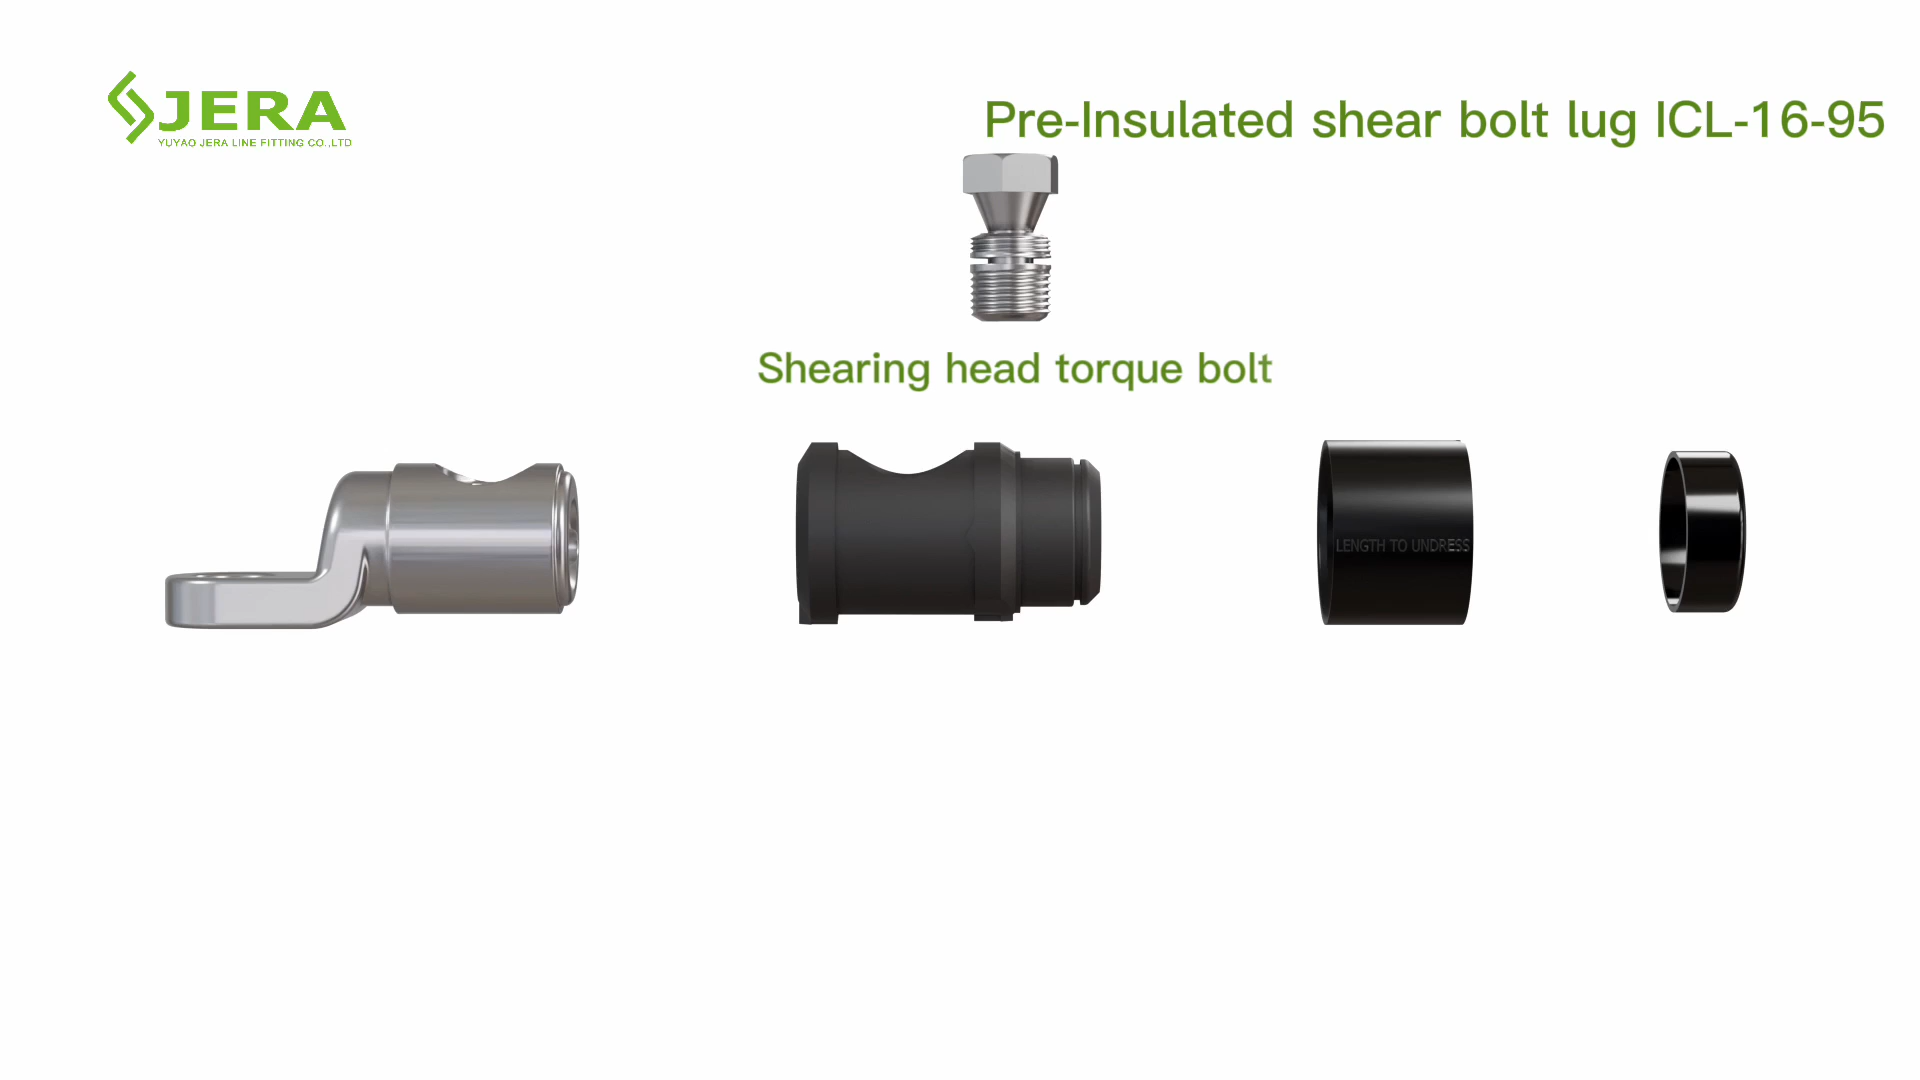 JERA
YUYAO JERA LINE FITTING CO.,LTD
Pre-Insulated shear bolt lug ICL-16-95
Shearing head torque bolt
LENGTH TO UNDRESS